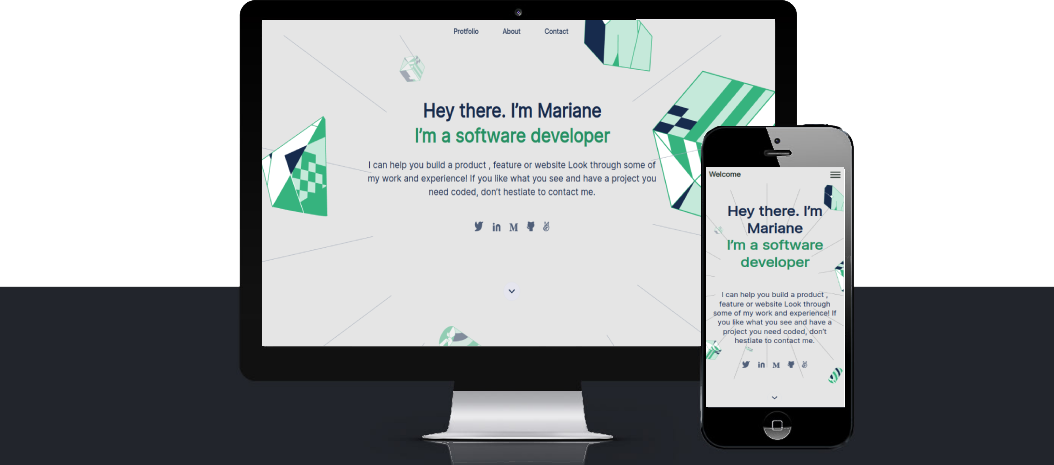 Protfolio About Contact
Hey there. I'm Mariane
I'm a software developer
I can help you build a product , feature or website Look through some of
my work and experience! If you like what you see and have a project you
need coded, don't hestiate to contact me.
Welcome
Hey there. I'm
Mariane
I'm a software
developer
I can help you build a product ,
feature or website Look through
some of my work and experience! If
you like what you see and have a
project you need coded, don't
hestiate to contact me.